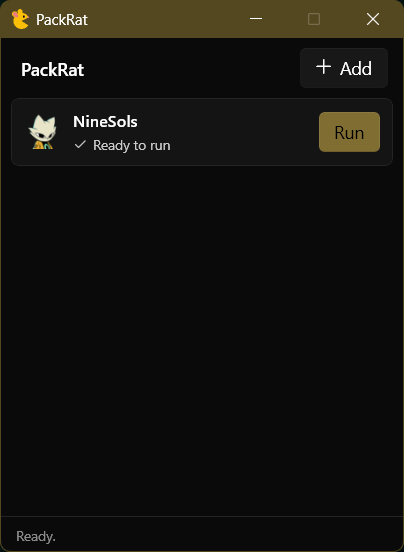 PackRat
PackRat
Add
NineSols
Ready to run
Run
Ready.